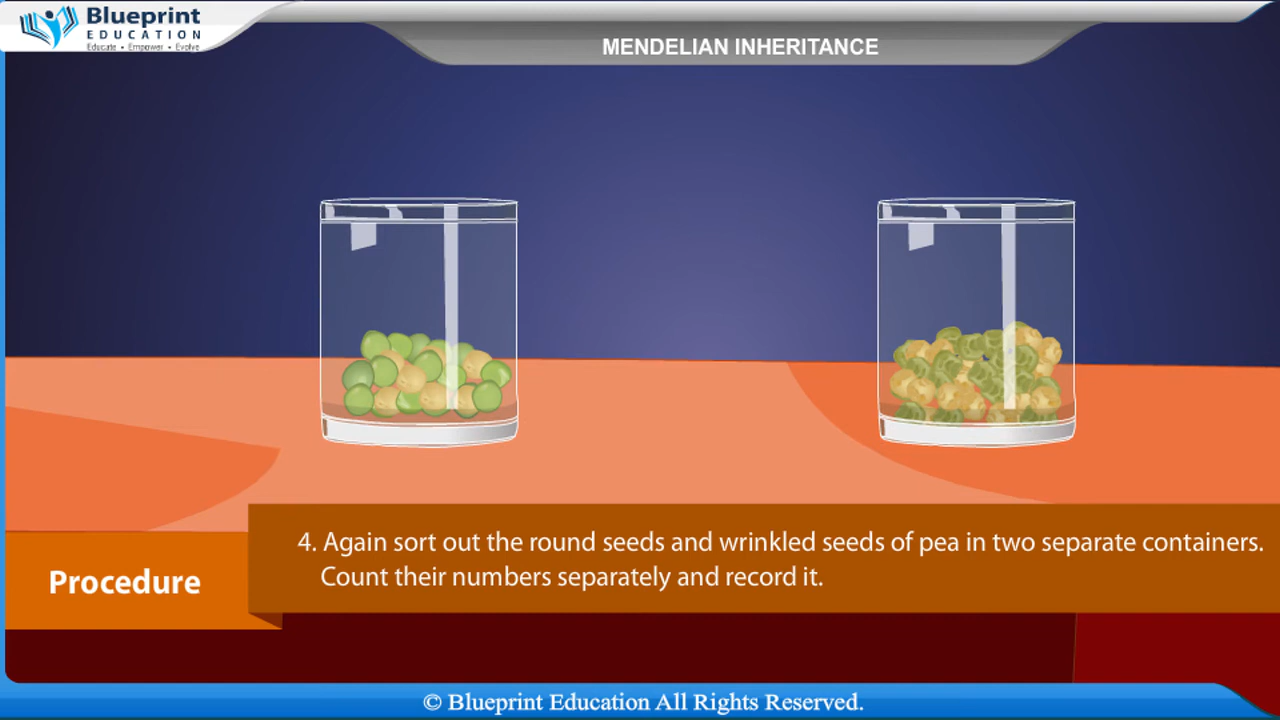 Blueprint
EDUCATION
Educate • Empower • Evolve
MENDELIAN INHERITANCE
4. Again sort out the round seeds and wrinkled seeds of pea in two separate containers.
Count their numbers separately and record it.
Procedure
© Blueprint Education All Rights Reserved.